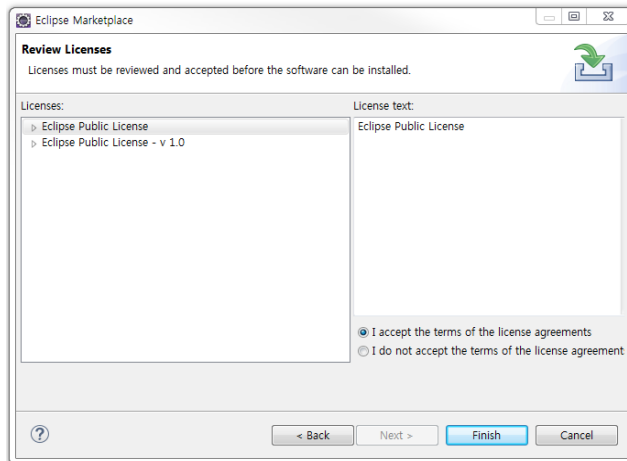 Eclipse Marketplace
Review Licenses
Licenses must be reviewed and accepted before the software can be installed.
Licenses:
Eclipse Public License
Eclipse Public License - v 1.0
License text:
Eclipse Public License
I accept the terms of the license agreements
I do not accept the terms of the license agreement
?
< Back
Next >
Finish
Cancel